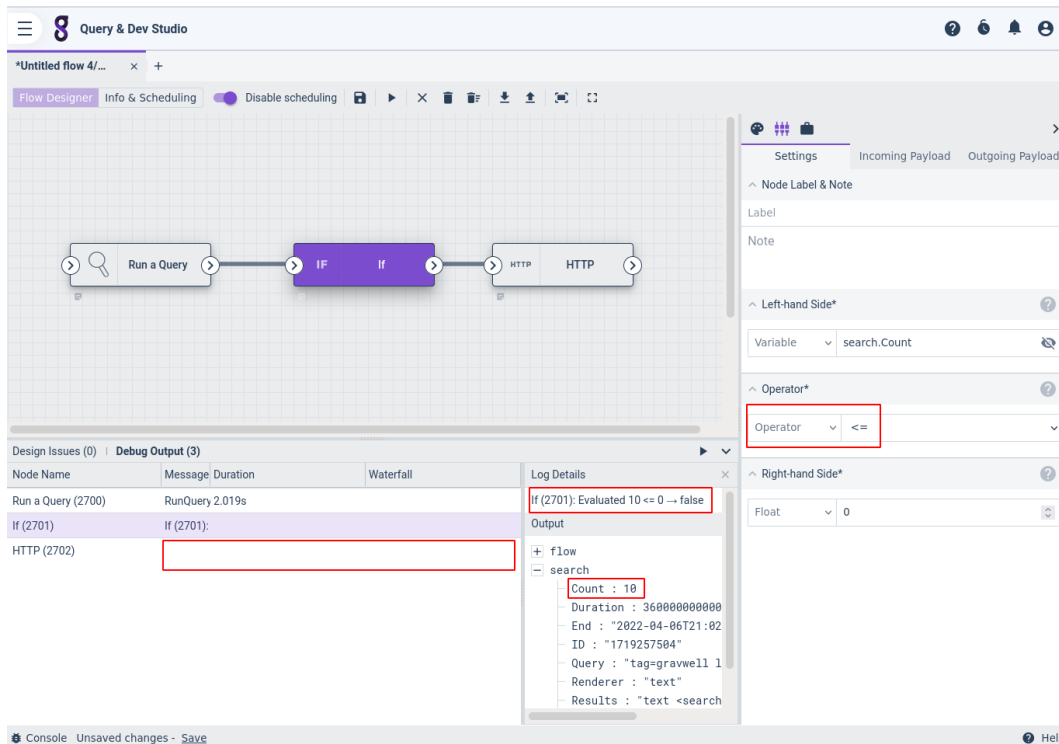 Query & Dev Studio
*Untitled flow 4/...
Flow Designer Info & Scheduling Disable scheduling
Settings Incoming Payload Outgoing Payload
Node Label & Note
Label
Note
Run a Query
IF If
HTTP HTTP
Left-hand Side*
Variable search.Count
Operator*
Operator <=
Right-hand Side*
Float 0
Design Issues (0) Debug Output (3)
Node Name Message Duration Waterfall
Run a Query (2700) RunQuery 2.019s
If (2701) If (2701):
HTTP (2702)
Log Details
If (2701): Evaluated 10 <= 0 → false
Output
flow
search
Count : 10
Duration : 360000000000
End : "2022-04-06T21:02
ID : "1719257504"
Query : "tag=gravwell l
Renderer : "text"
Results : "text <search
Console Unsaved changes - Save
Hel